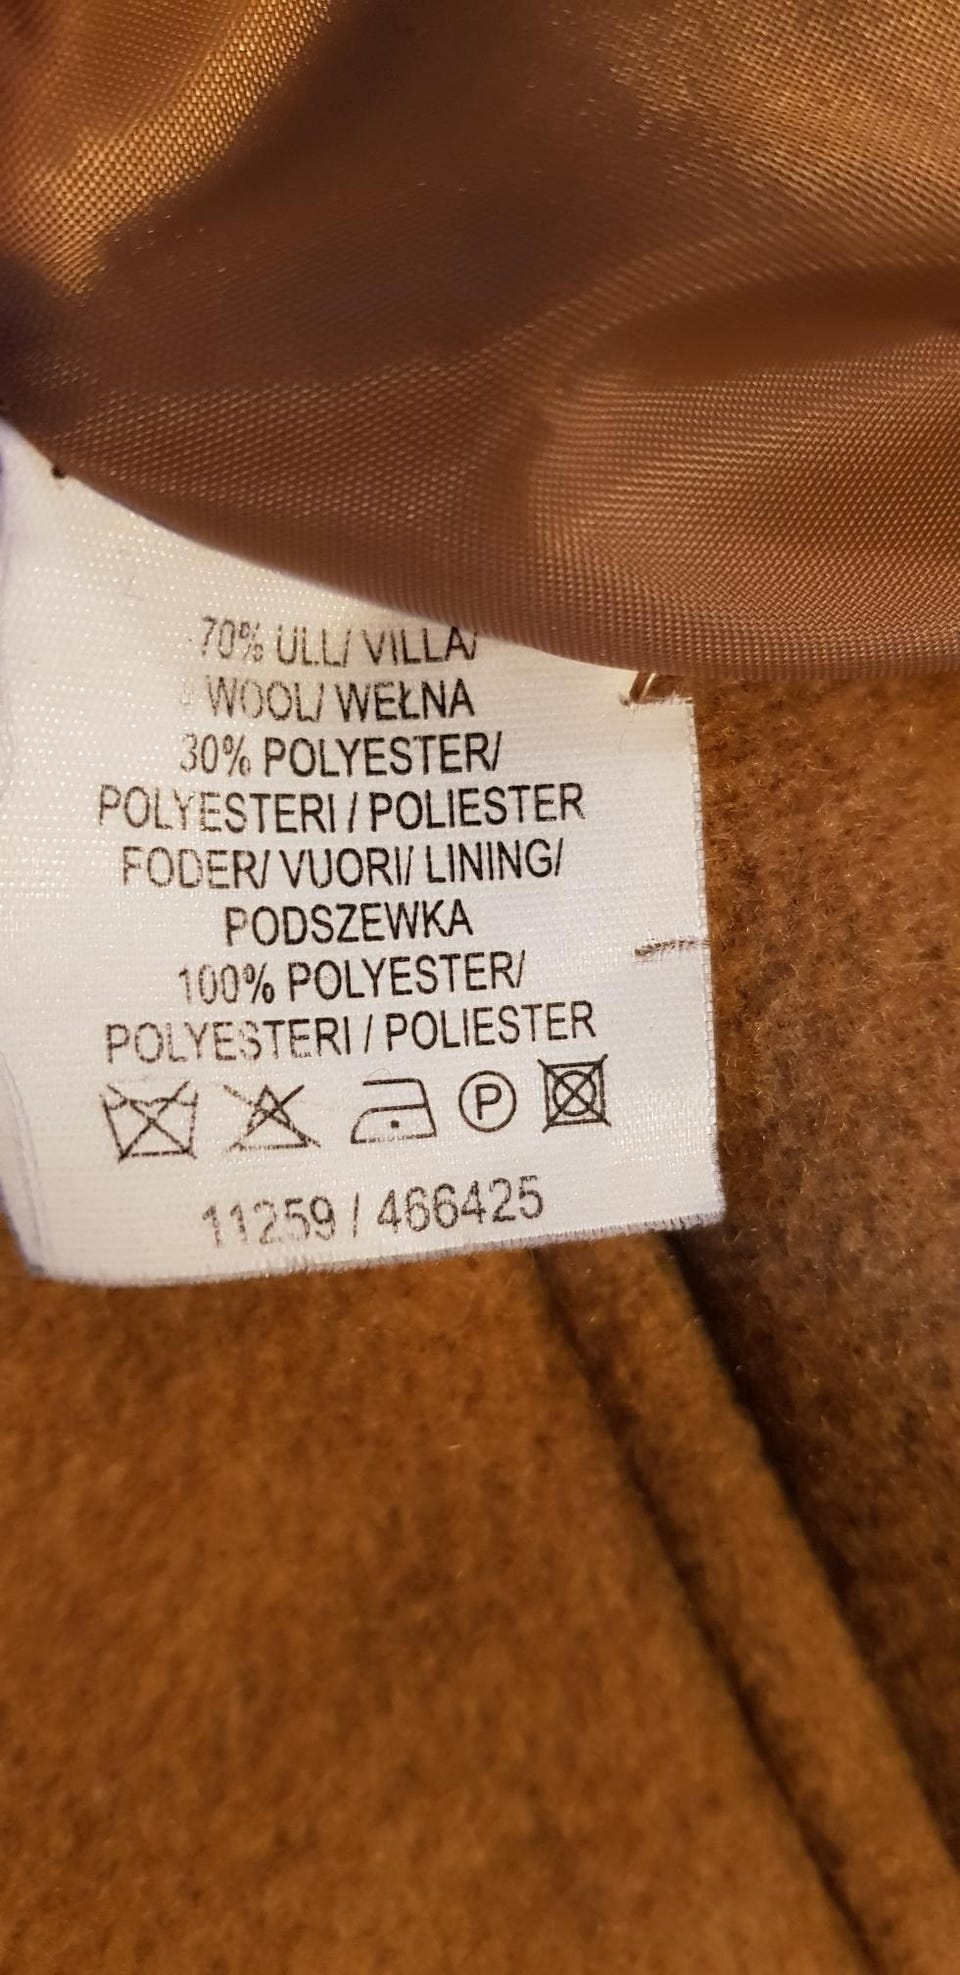 70% ULL/ VILLA/
WOOL/ WEŁNA
30% POLYESTER/
POLYESTERI / POLIESTER
FODER/ VUORI/ LINING/
PODSZEWKA
100% POLYESTER/
POLYESTERI / POLIESTER
P
11259 / 466425